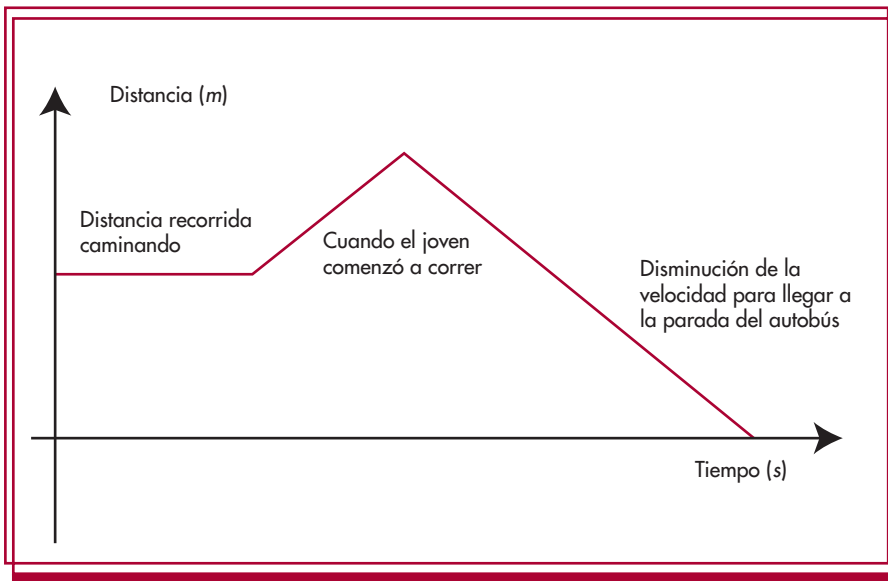 Distancia (m)
Distancia recorrida
caminando
Cuando el joven
comenzó a correr
Disminución de la
velocidad para llegar a
la parada del autobús
Tiempo (s)